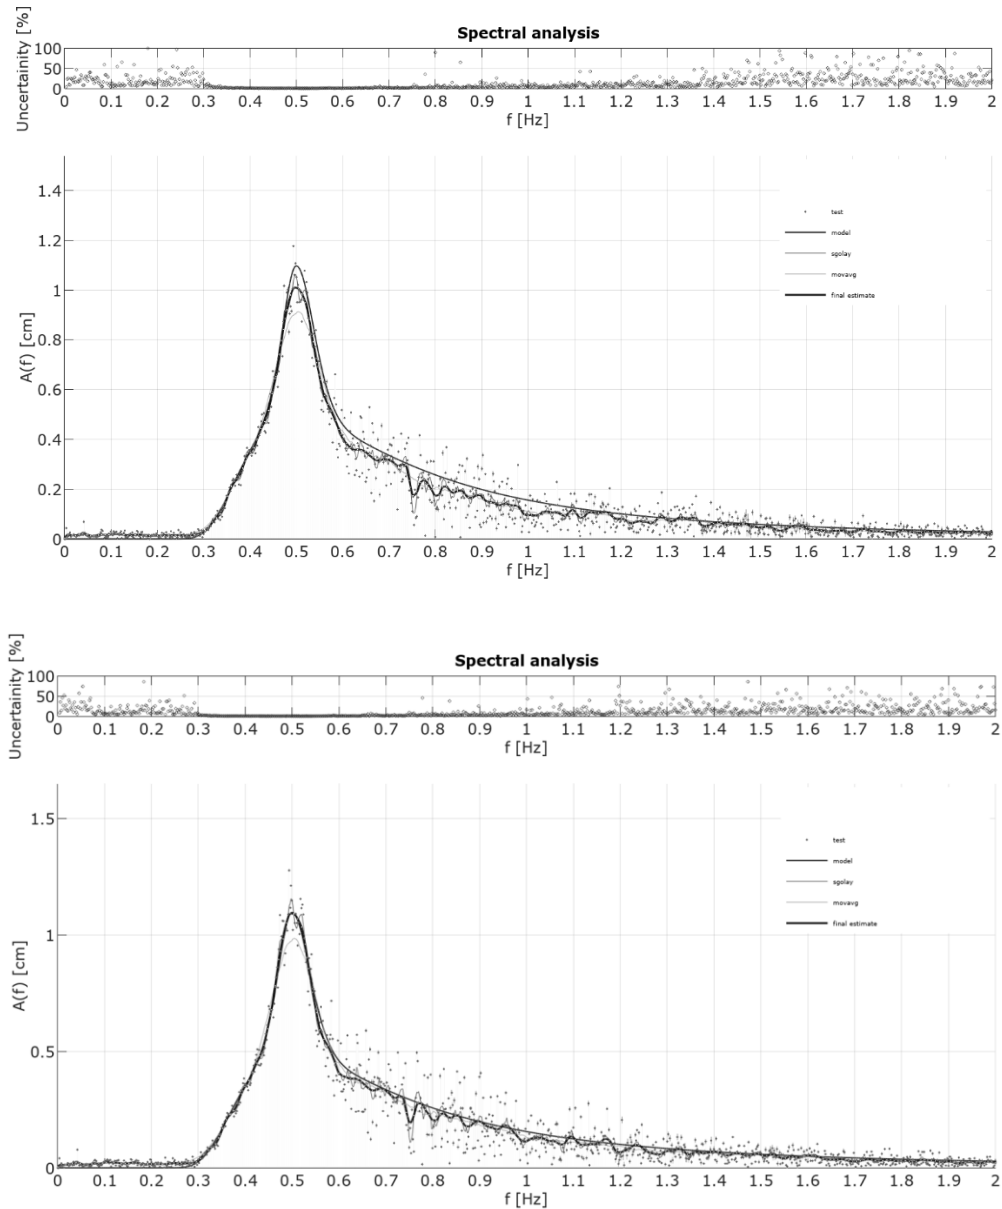 Spectral analysis
Uncertainity [%]
100
50
0
0 0.1 0.2 0.3 0.4 0.5 0.6 0.7 0.8 0.9 1 1.1 1.2 1.3 1.4 1.5 1.6 1.7 1.8 1.9 2
f [Hz]
A(f) [cm]
1.4
1.2
1
0.8
0.6
0.4
0.2
0
test
model
sgolay
movavg
final estimate
0 0.1 0.2 0.3 0.4 0.5 0.6 0.7 0.8 0.9 1 1.1 1.2 1.3 1.4 1.5 1.6 1.7 1.8 1.9 2
f [Hz]
Spectral analysis
Uncertainity [%]
100
50
0
0 0.1 0.2 0.3 0.4 0.5 0.6 0.7 0.8 0.9 1 1.1 1.2 1.3 1.4 1.5 1.6 1.7 1.8 1.9 2
f [Hz]
A(f) [cm]
1.5
1
0.5
0
test
model
sgolay
movavg
final estimate
0 0.1 0.2 0.3 0.4 0.5 0.6 0.7 0.8 0.9 1 1.1 1.2 1.3 1.4 1.5 1.6 1.7 1.8 1.9 2
f [Hz]